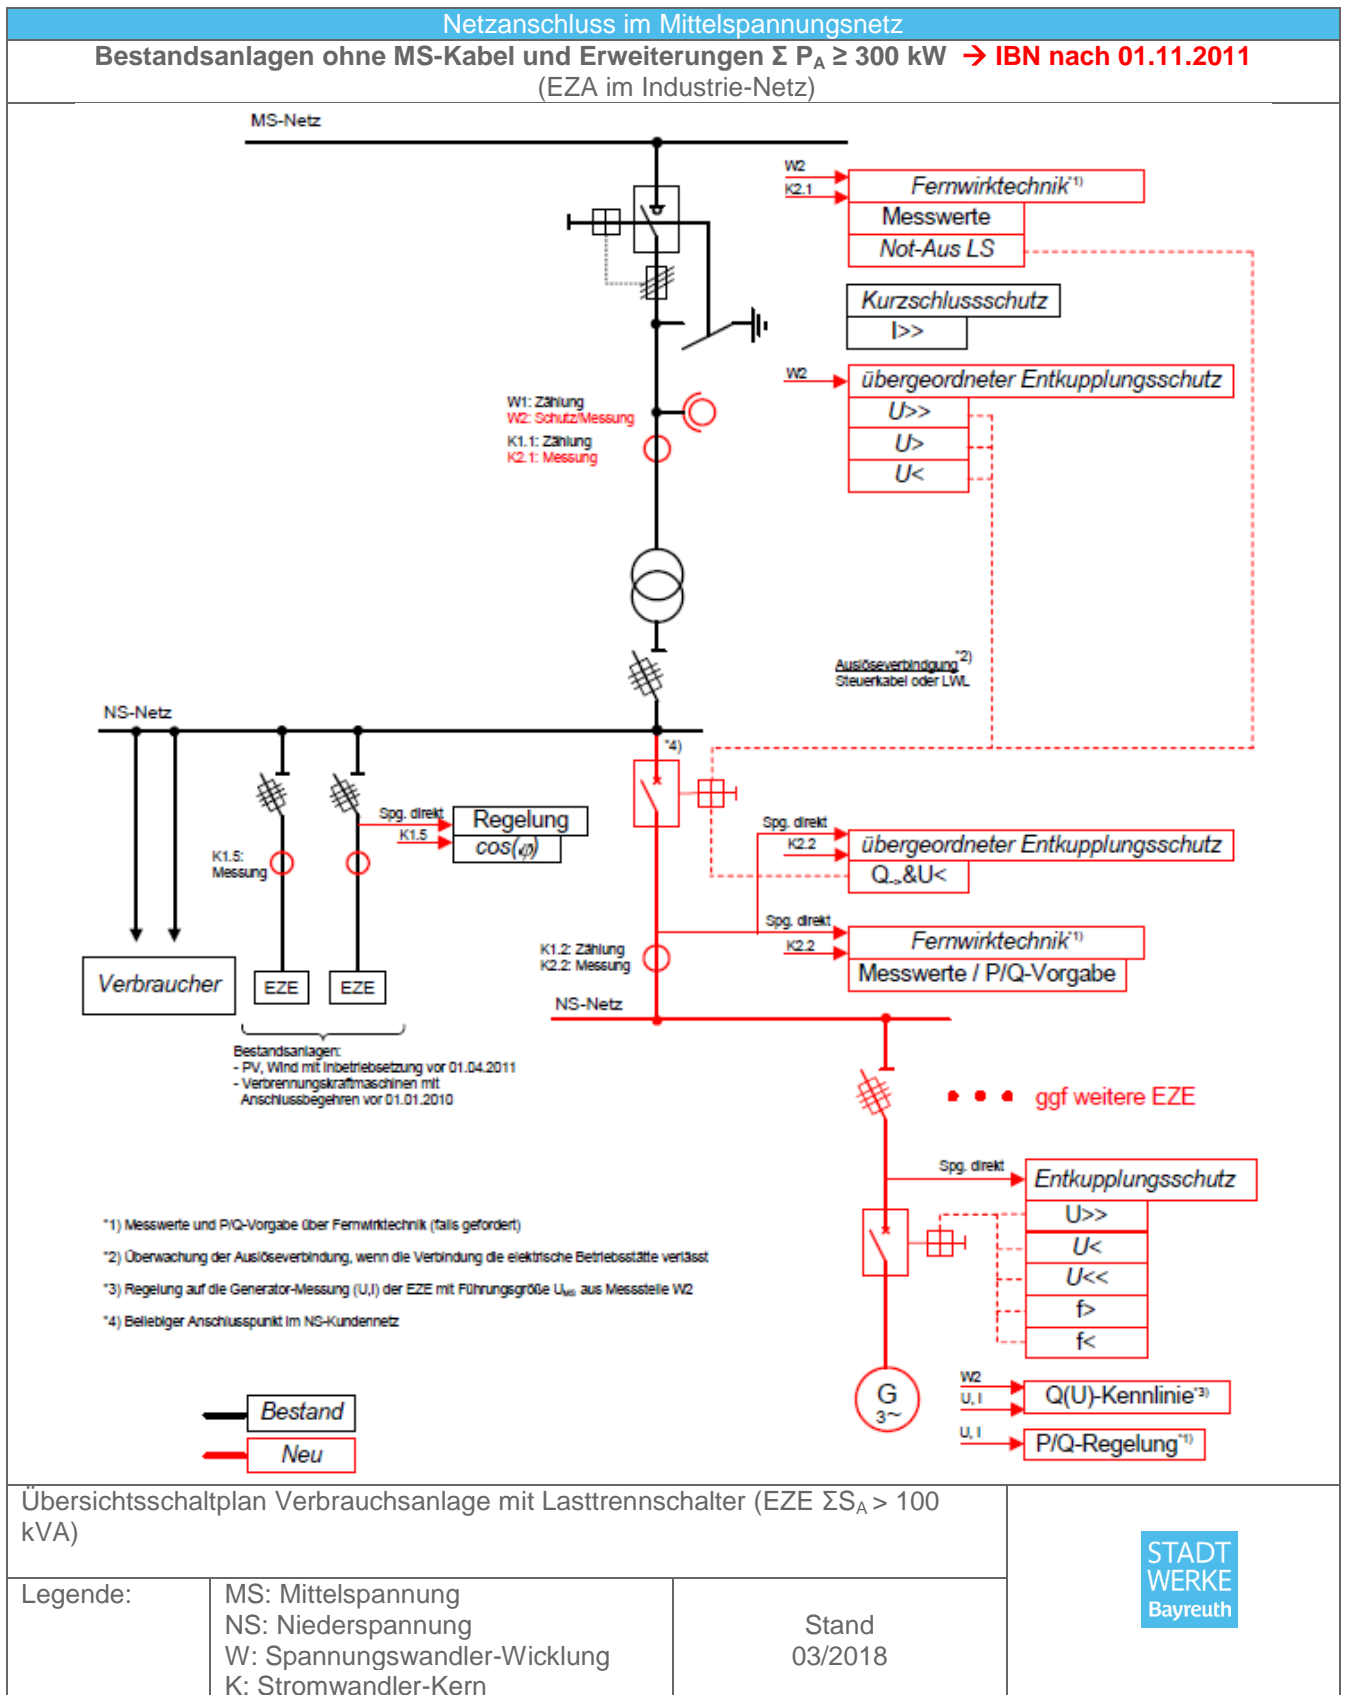 Netzanschluss im Mittelspannungsnetz
Bestandsanlagen ohne MS-Kabel und Erweiterungen Σ P_A ≥ 300 kW → IBN nach 01.11.2011
(EZA im Industrie-Netz)
MS-Netz
W2
K2.1
Fernwirktechnik*1)
Messwerte
Not-Aus LS
Kurzschlussschutz
I>>
W2
übergeordneter Entkupplungsschutz
U>>
U>
U<
W1: Zählung
W2: Schutz/Messung
K1.1: Zählung
K2.1: Messung
Auslöseverbindgung*2)
Steuerkabel oder LWL
NS-Netz
*4)
Spg. direkt
K1.5
Regelung
cos(φ)
K1.5:
Messung
Spg. direkt
K2.2
übergeordneter Entkupplungsschutz
Q->&U<
Spg. direkt
K2.2
Fernwirktechnik*1)
Messwerte / P/Q-Vorgabe
K1.2: Zählung
K2.2: Messung
Verbraucher
EZE
EZE
NS-Netz
Bestandsanlagen:
- PV, Wind mit Inbetriebsetzung vor 01.04.2011
- Verbrennungskraftmaschinen mit
Anschlussbegehren vor 01.01.2010
ggf weitere EZE
Spg. direkt
Entkupplungsschutz
U>>
U<
U<<
f>
f<
*1) Messwerte und P/Q-Vorgabe über Fernwirktechnik (falls gefordert)
*2) Überwachung der Auslöseverbindung, wenn die Verbindung die elektrische Betriebsstätte verlässt
*3) Regelung auf die Generator-Messung (U,I) der EZE mit Führungsgröße U_MS aus Messstelle W2
*4) Beliebiger Anschlusspunkt im NS-Kundennetz
G
3~
W2
U, I
Q(U)-Kennlinie*3)
U, I
P/Q-Regelung*1)
Bestand
Neu
Übersichtsschaltplan Verbrauchsanlage mit Lasttrennschalter (EZE ΣS_A > 100
kVA)
STADT
WERKE
Bayreuth
Legende:
MS: Mittelspannung
NS: Niederspannung
W: Spannungswandler-Wicklung
K: Stromwandler-Kern
Stand
03/2018